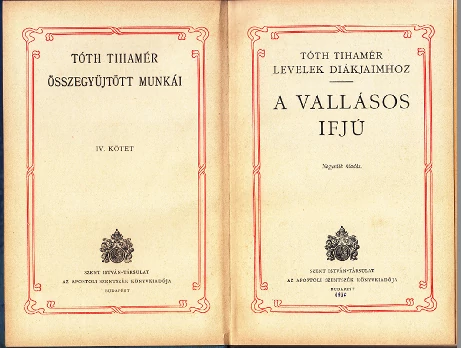 TÓTH TIHAMÉR
ÖSSZEGYÜJTÖTT MUNKÁI
IV. KÖTET
SZENT ISTVÁN-TÁRSULAT
AZ APOSTOLI SZENTSZÉK KÖNYVKIADÓJA
BUDAPEST
TÓTH TIHAMÉR
LEVELEK DIÁKJAIMHOZ
A VALLÁSOS
IFJÚ
Negyedik kiadás.
SZENT ISTVÁN-TÁRSULAT
AZ APOSTOLI SZENTSZÉK KÖNYVKIADÓJA
BUDAPEST